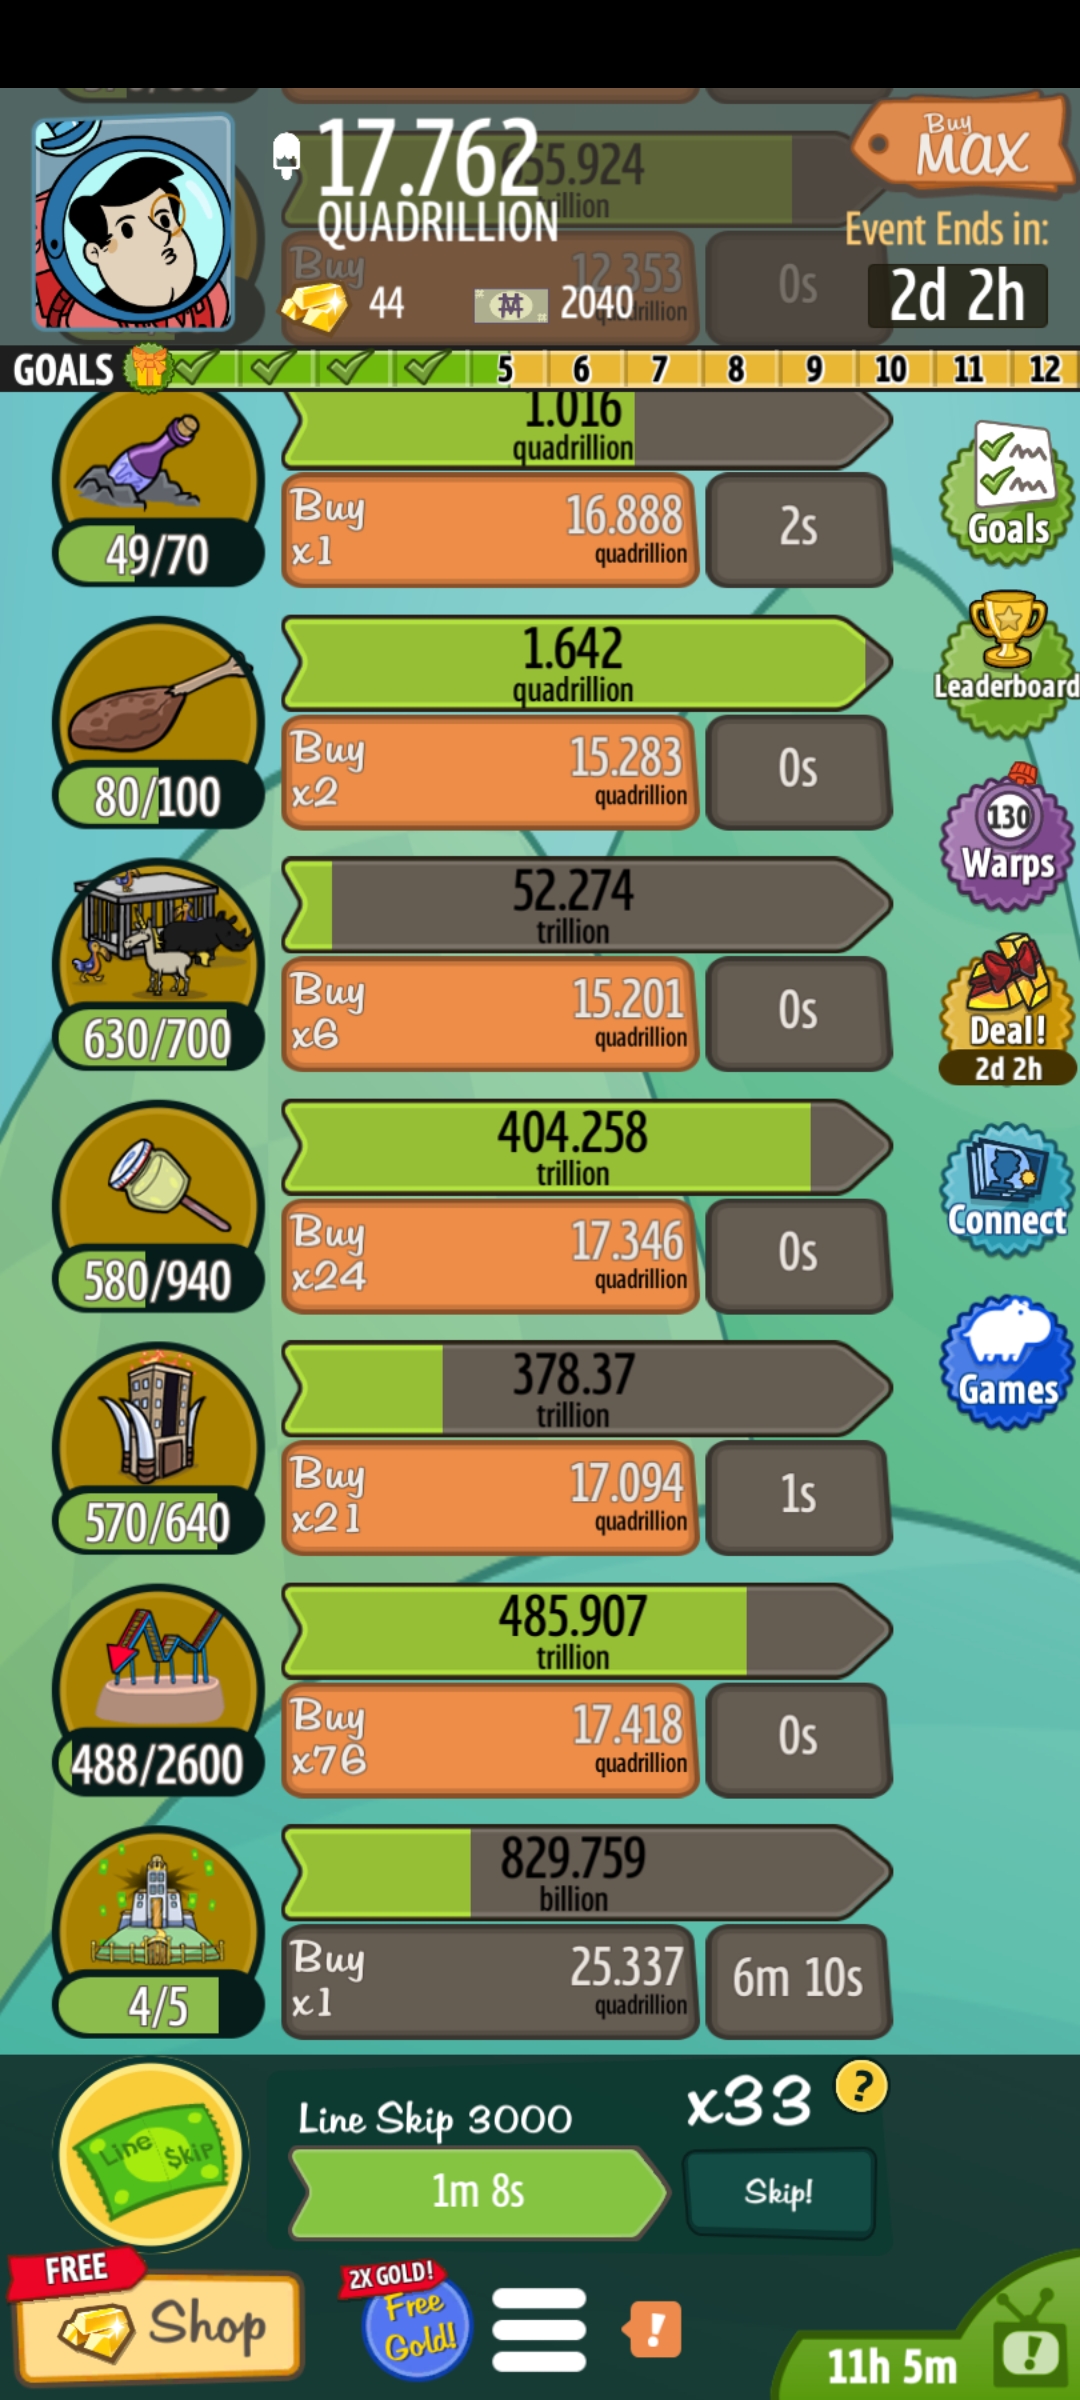 17.762
QUADRILLION
55.924
trillion
Buy
MAX
Event Ends in:
2d 2h
Buy
12.353
0s
44
2040
GOALS
5 6 7 8 9 10 11 12
1.016
quadrillion
49/70
Buy
x1
16.888
quadrillion
2s
Goals
1.642
quadrillion
80/100
Buy
x2
15.283
quadrillion
0s
Leaderboard
52.274
trillion
630/700
Buy
x6
15.201
quadrillion
0s
130
Warps
Deal!
2d 2h
404.258
trillion
580/940
Buy
x24
17.346
quadrillion
0s
Connect
378.37
trillion
570/640
Buy
x21
17.094
quadrillion
1s
Games
485.907
trillion
488/2600
Buy
x76
17.418
quadrillion
0s
829.759
billion
4/5
Buy
x1
25.337
quadrillion
6m 10s
Line $kip
Line Skip 3000
x33
?
1m 8s
Skip!
FREE
Shop
2X GOLD!
Free
Gold!
!
11h 5m
!